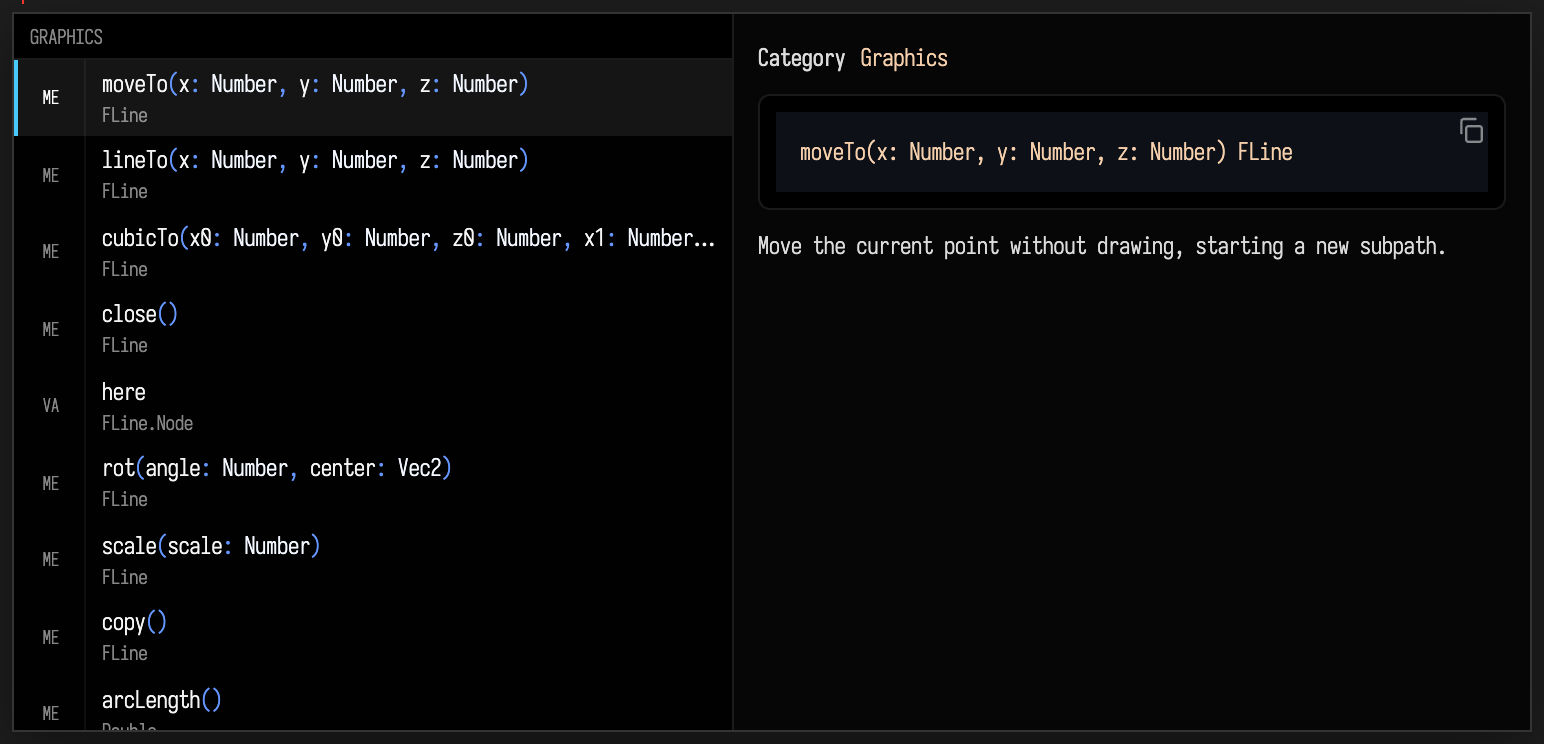 GRAPHICS
ME
moveTo(x: Number, y: Number, z: Number)
FLine
ME
lineTo(x: Number, y: Number, z: Number)
FLine
ME
cubicTo(x0: Number, y0: Number, z0: Number, x1: Number...
FLine
ME
close()
FLine
VA
here
FLine.Node
ME
rot(angle: Number, center: Vec2)
FLine
ME
scale(scale: Number)
FLine
ME
copy()
FLine
ME
arcLength()
Double
Category Graphics
moveTo(x: Number, y: Number, z: Number) FLine
Move the current point without drawing, starting a new subpath.